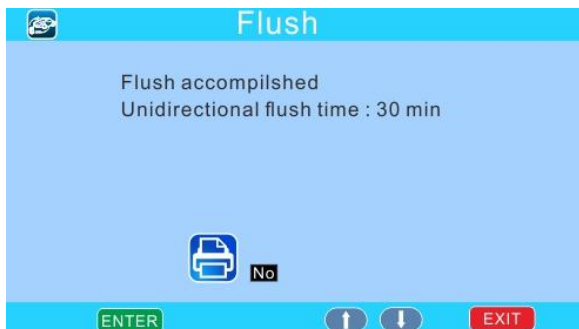 Flush
Flush accompilshed
Unidirectional flush time : 30 min
No
ENTER
EXIT